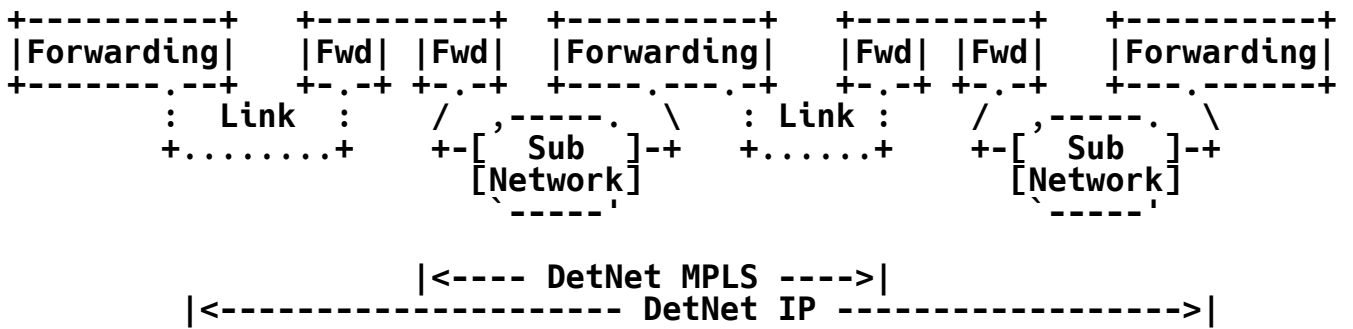 +----------+   +---------+  +----------+   +---------+   +----------+
|Forwarding|   |Fwd| |Fwd|  |Forwarding|   |Fwd| |Fwd|   |Forwarding|
+-------.--+   +-.-+ +-.-+  +----.---.-+   +-.-+ +-.-+   +---.------+
        :  Link  :    /  ,-----.  \   : Link :    /  ,-----.  \
        +........+    +-[  Sub  ]-+   +......+    +-[  Sub  ]-+
                        [Network]                   [Network]
                         `-----'                     `-----'
|<---- DetNet MPLS ---->|
|<--------------------- DetNet IP ------------------>|